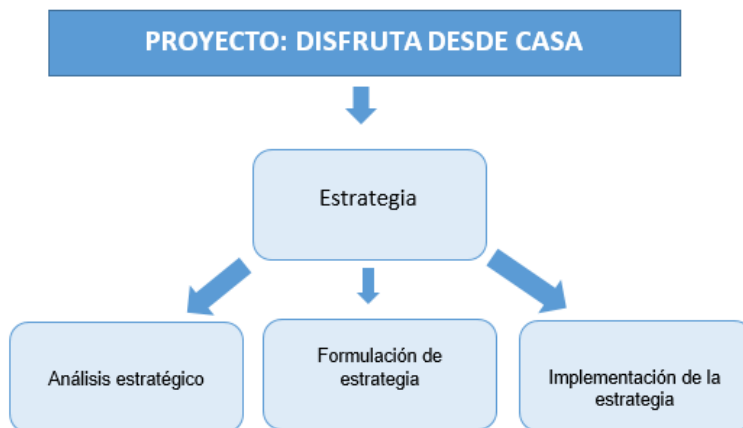 PROYECTO: DISFRUTA DESDE CASA
Estrategia
Análisis estratégico
Formulación de
estrategia
Implementación de la
estrategia